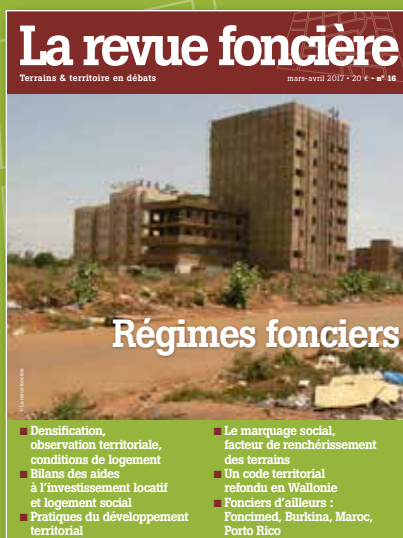 La revue foncière
Terrains & territoire en débats
mars-avril 2017 • 20 € • n° 16
Régimes fonciers
■ Densification,
observation territoriale,
conditions de logement
■ Bilans des aides
à l'investissement locatif
et logement social
■ Pratiques du développement
territorial
■ Le marquage social,
facteur de renchérissement
des terrains
■ Un code territorial
refondu en Wallonie
■ Fonciers d'ailleurs :
Foncimed, Burkina, Maroc,
Porto Rico